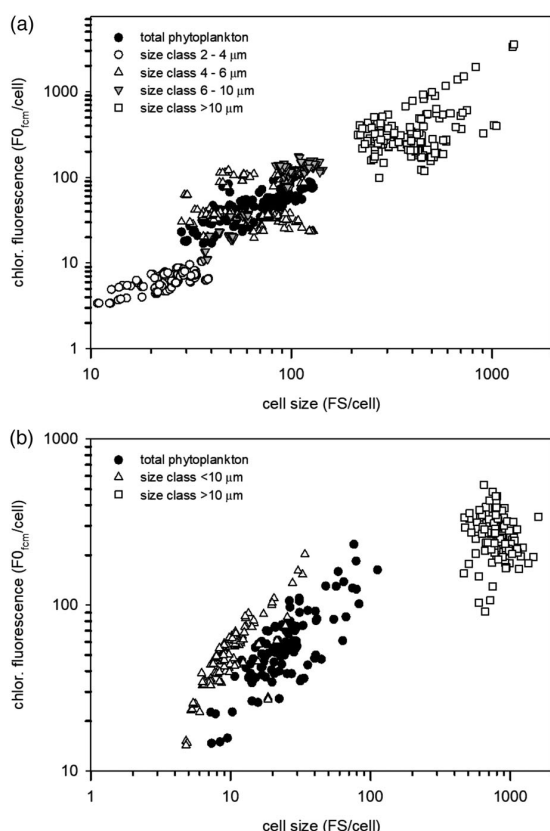 (a)
total phytoplankton
size class 2 - 4 μm
size class 4 - 6 μm
size class 6 - 10 μm
size class >10 μm
chlor. fluorescence (F0fcm/cell)
1000
100
10
1
10
100
1000
cell size (FS/cell)
(b)
total phytoplankton
size class <10 μm
size class >10 μm
chlor. fluorescence (F0fcm/cell)
1000
100
10
1
10
100
1000
cell size (FS/cell)